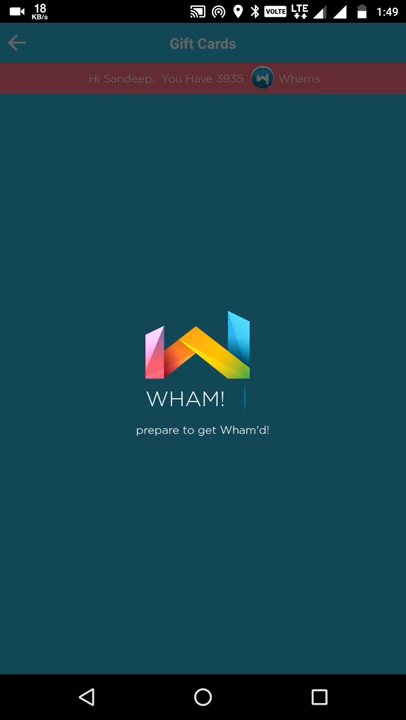 18
KB/s
VOLTE
LTE
1:49
Gift Cards
Hi Sandeep, You Have 3935 Whams
WHAM!
prepare to get Wham'd!